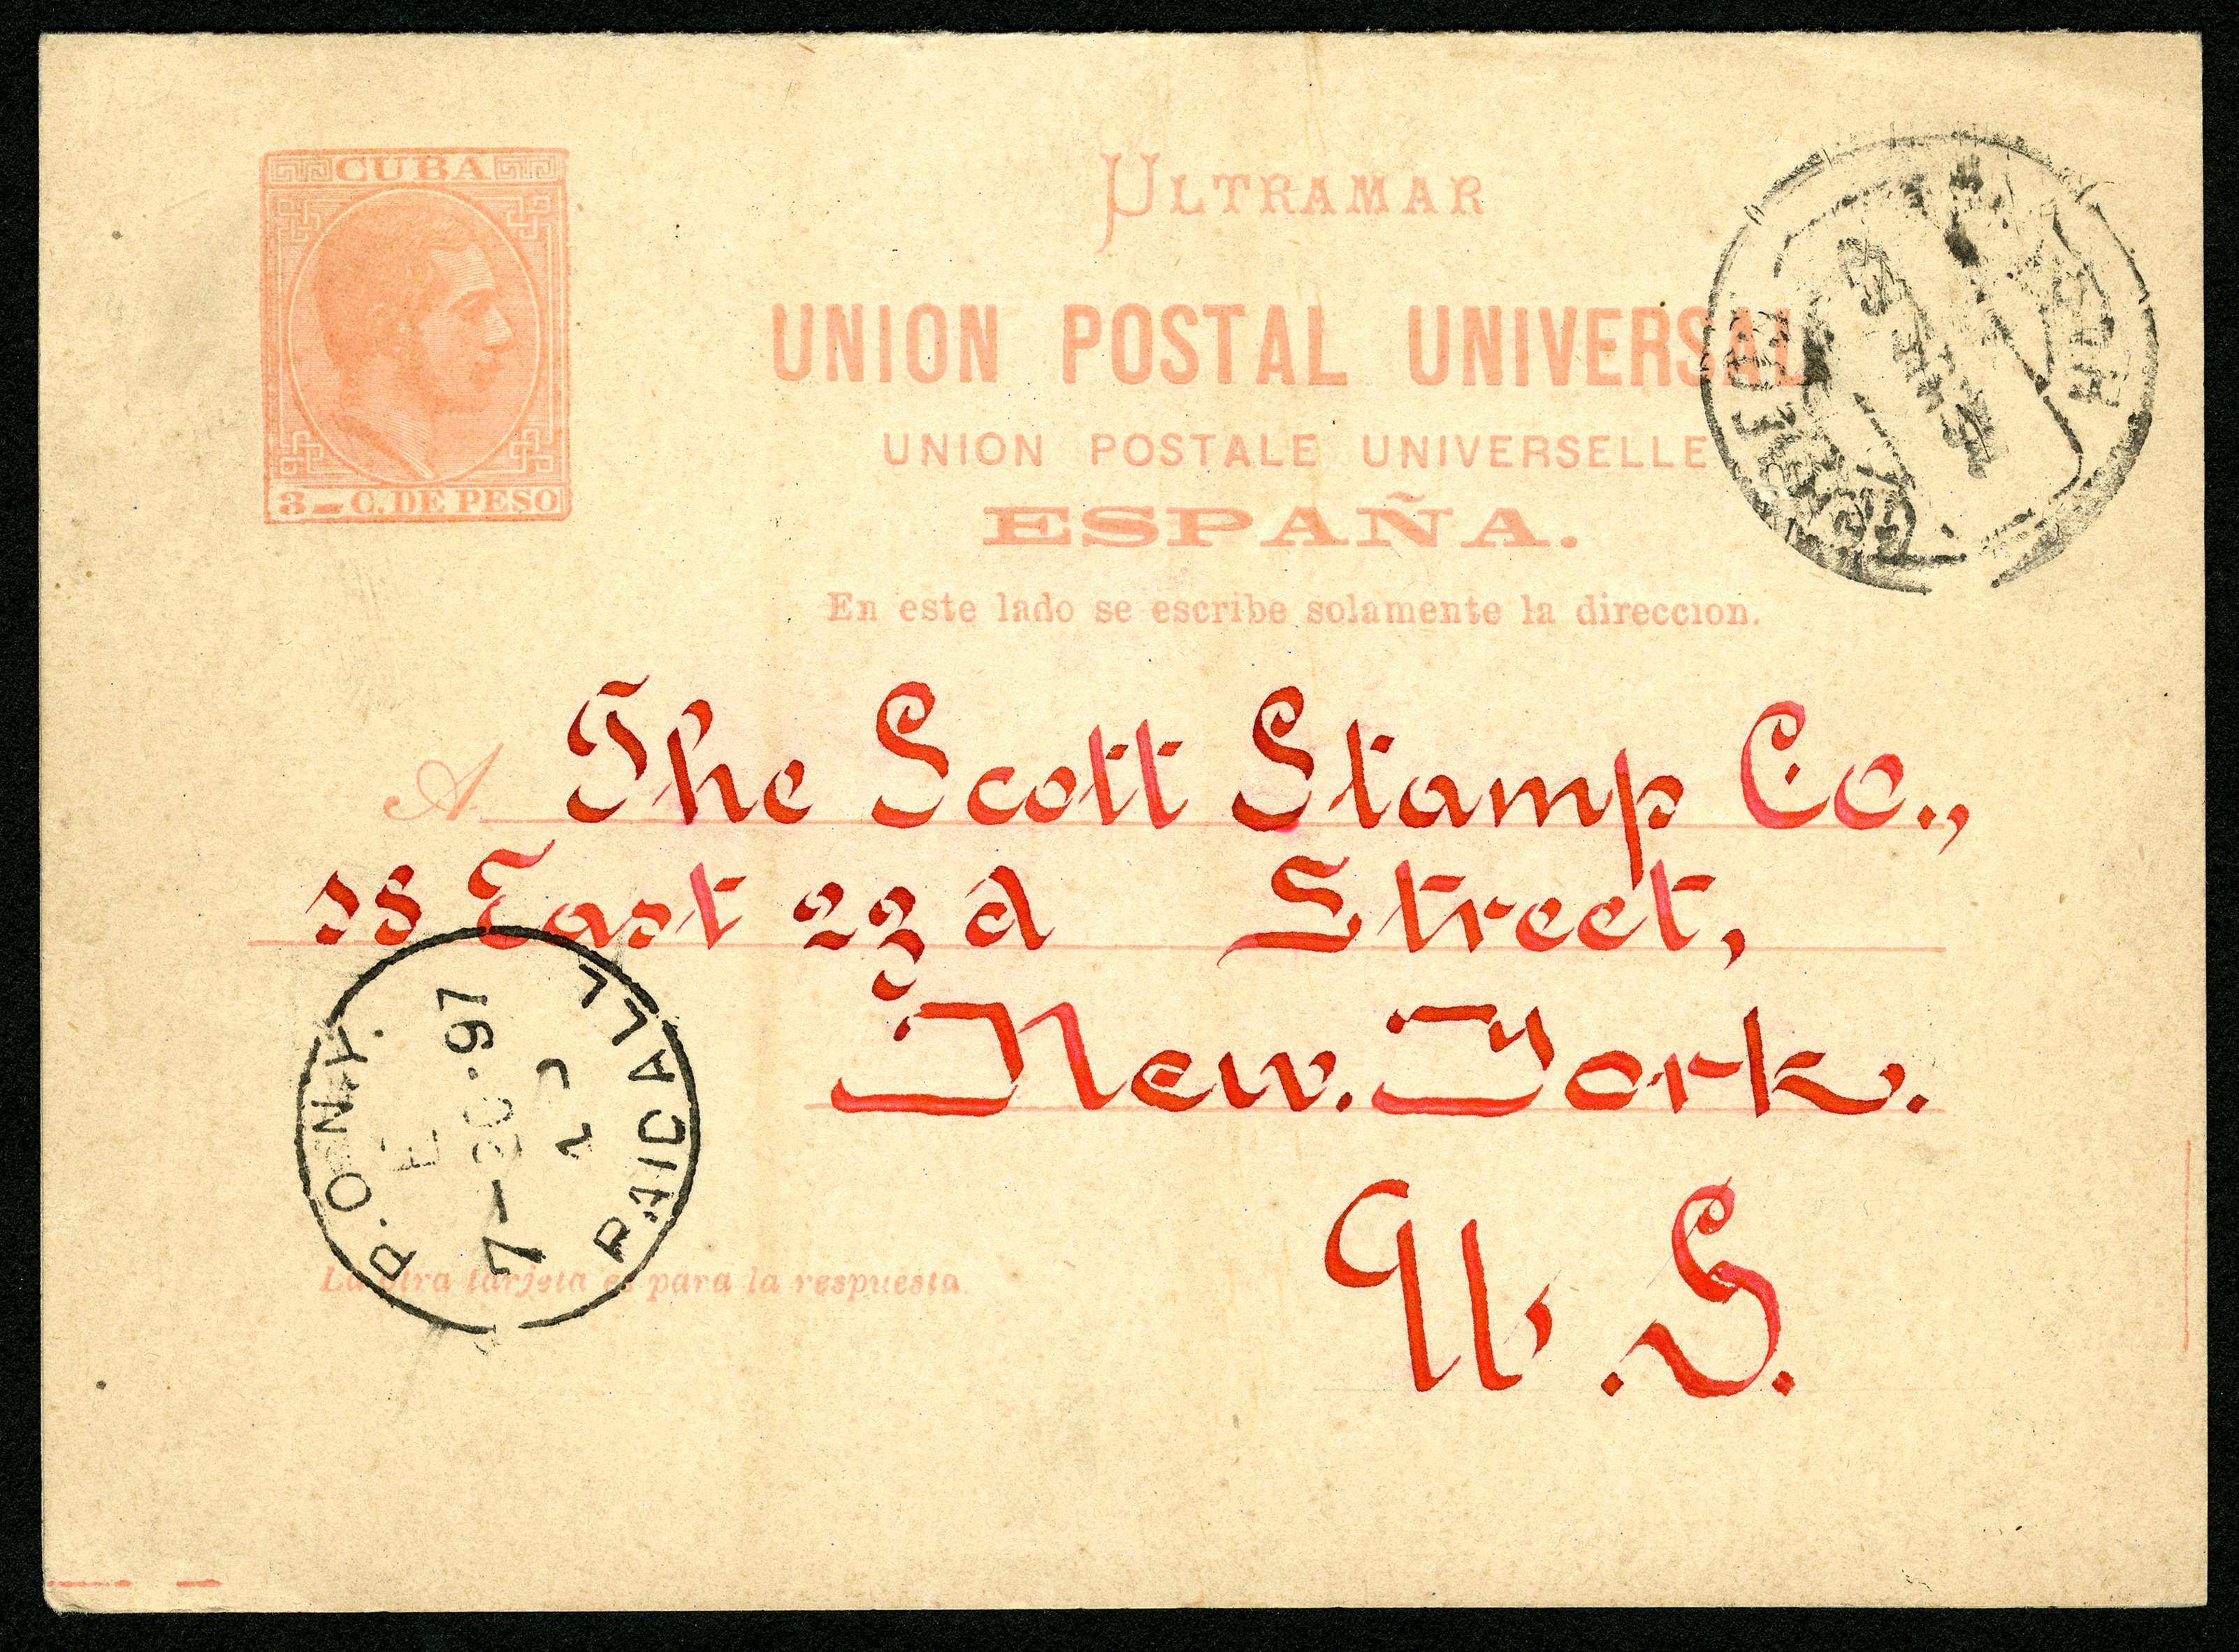 CUBA
3 - C. DE PESO
ULTRAMAR
UNION POSTAL UNIVERSAL
UNION POSTALE UNIVERSELLE
ESPAÑA.
En este lado se escribe solamente la direccion.
A The Scott Stamp Co.,
East 23d Street,
New. York.
U. S.
La otra tarjeta es para la respuesta.
P.O.N.Y.
E
7-30-97
PAID ALL